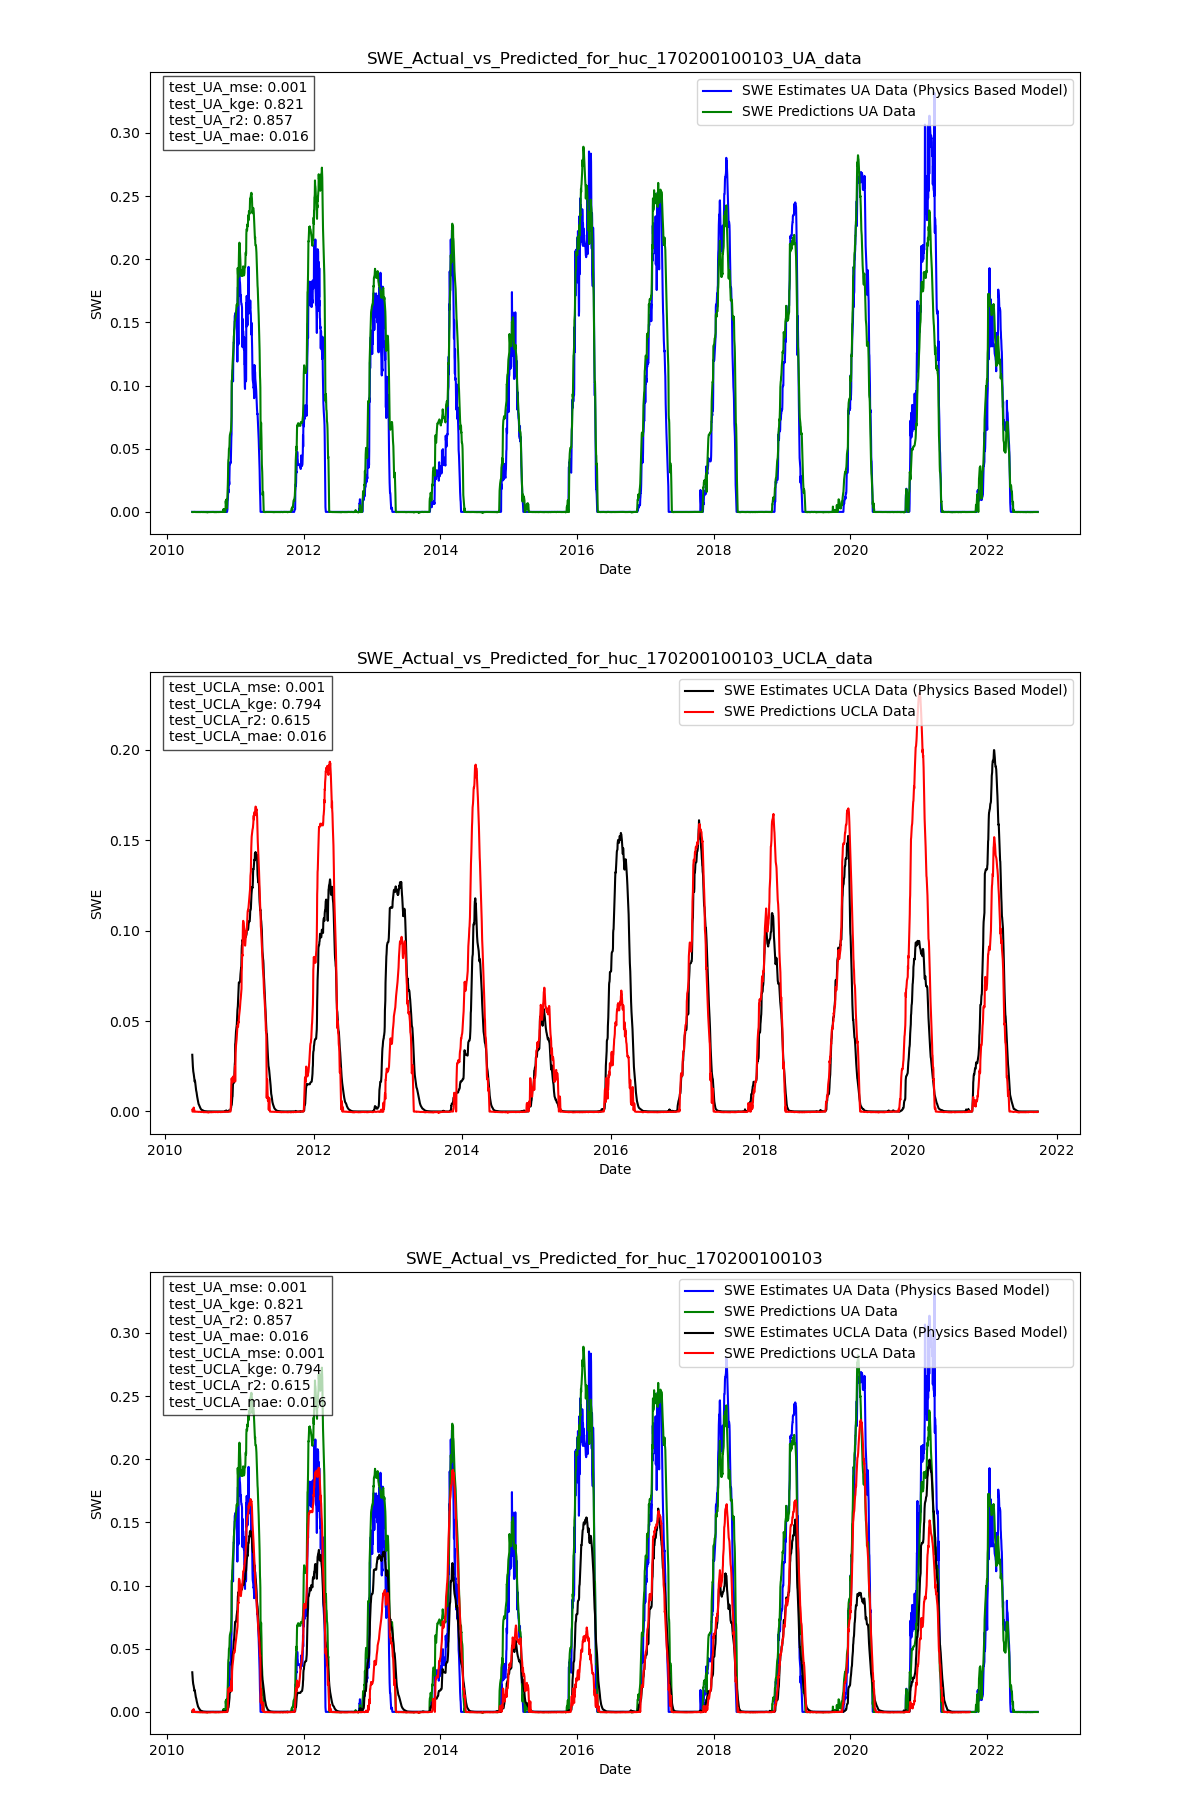 SWE_Actual_vs_Predicted_for_huc_170200100103_UA_data
test_UA_mse: 0.001
test_UA_kge: 0.821
test_UA_r2: 0.857
test_UA_mae: 0.016
SWE Estimates UA Data (Physics Based Model)
SWE Predictions UA Data
0.30
0.25
0.20
0.15
0.10
0.05
0.00
SWE
2010
2012
2014
2016
2018
2020
2022
Date
SWE_Actual_vs_Predicted_for_huc_170200100103_UCLA_data
test_UCLA_mse: 0.001
test_UCLA_kge: 0.794
test_UCLA_r2: 0.615
test_UCLA_mae: 0.016
SWE Estimates UCLA Data (Physics Based Model)
SWE Predictions UCLA Data
0.20
0.15
0.10
0.05
0.00
SWE
2010
2012
2014
2016
2018
2020
2022
Date
SWE_Actual_vs_Predicted_for_huc_170200100103
test_UA_mse: 0.001
test_UA_kge: 0.821
test_UA_r2: 0.857
test_UA_mae: 0.016
test_UCLA_mse: 0.001
test_UCLA_kge: 0.794
test_UCLA_r2: 0.615
test_UCLA_mae: 0.016
SWE Estimates UA Data (Physics Based Model)
SWE Predictions UA Data
SWE Estimates UCLA Data (Physics Based Model)
SWE Predictions UCLA Data
0.30
0.25
0.20
0.15
0.10
0.05
0.00
SWE
2010
2012
2014
2016
2018
2020
2022
Date